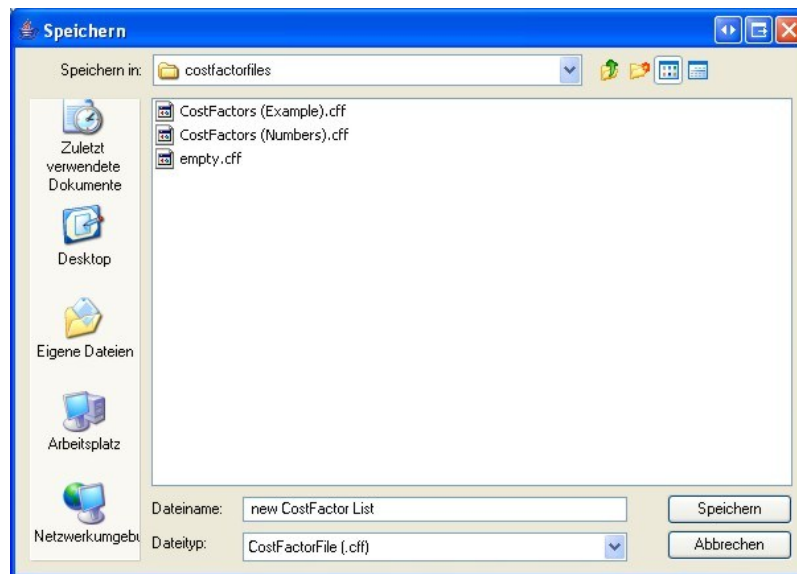 Speichern
Speichern in:
costfactorfiles
Zuletzt
verwendete
Dokumente
Desktop
Eigene Dateien
Arbeitsplatz
Netzwerkumgebu
CostFactors (Example).cff
CostFactors (Numbers).cff
empty.cff
Dateiname:
new CostFactor List
Speichern
Dateityp:
CostFactorFile (.cff)
Abbrechen